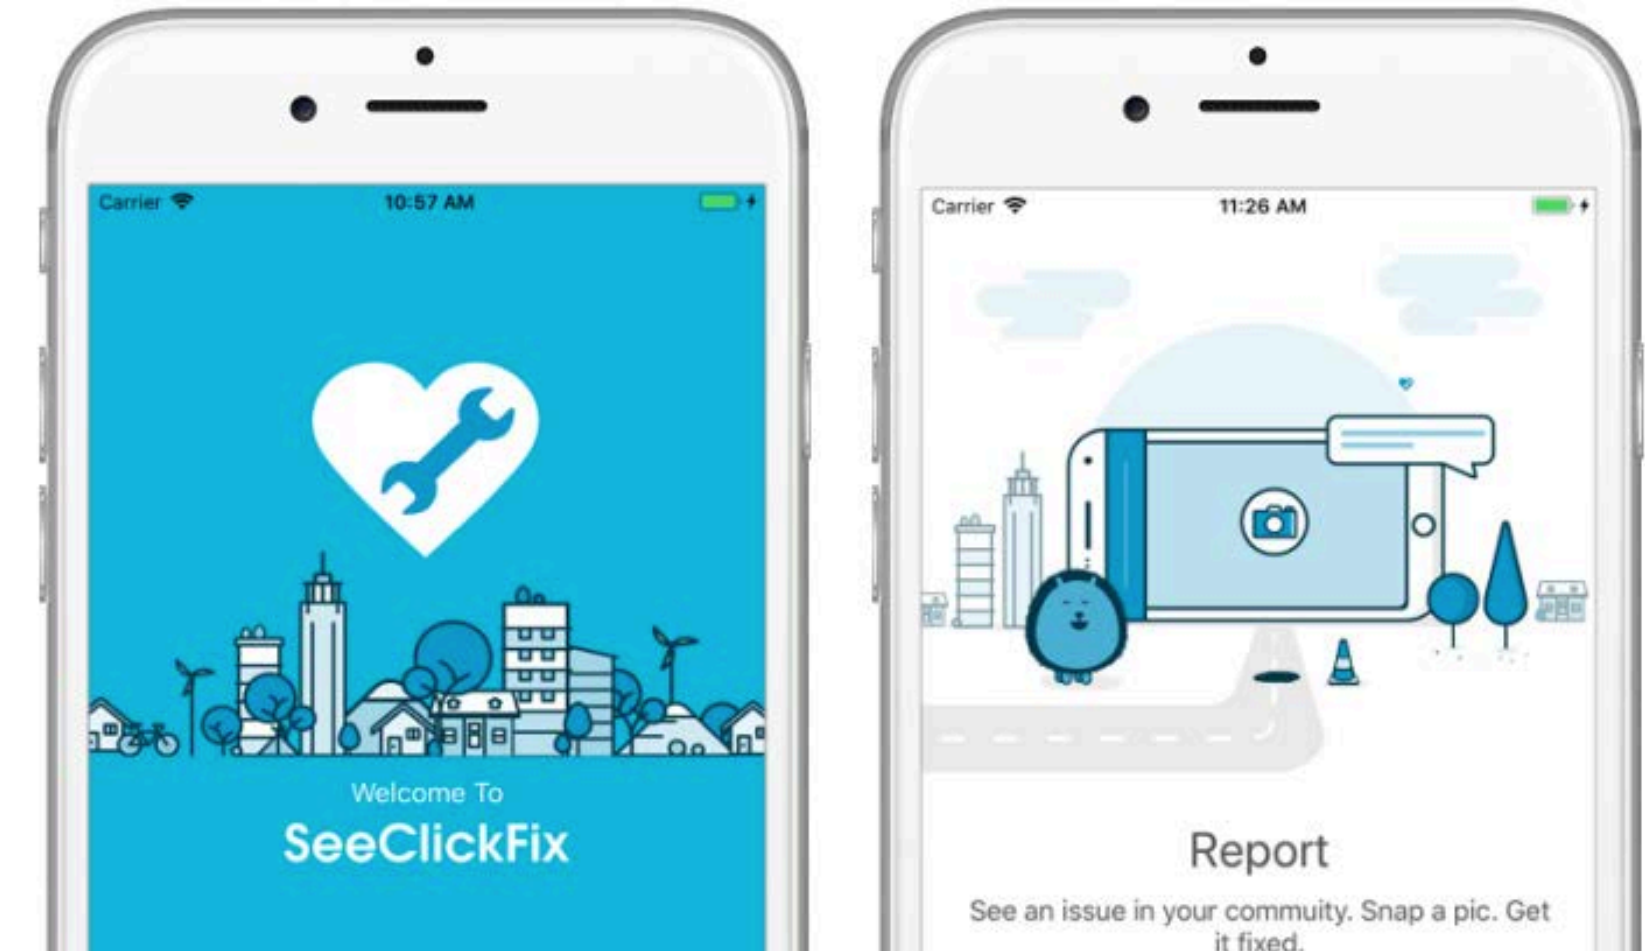 Carrier
10:57 AM
Welcome To
SeeClickFix
Carrier
11:26 AM
Report
See an issue in your commuity. Snap a pic. Get
it fixed.